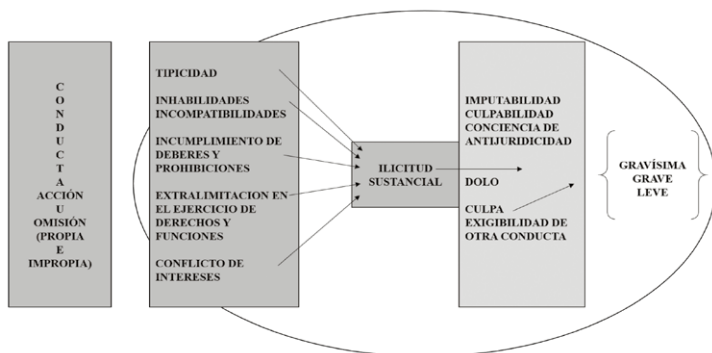 C
O
N
D
U
C
T
A
ACCIÓN
U
OMISIÓN
(PROPIA
E
IMPROPIA)
TIPICIDAD
INHABILIDADES
INCOMPATIBILIDADES
INCUMPLIMIENTO DE
DEBERES Y
PROHIBICIONES
EXTRALIMITACION EN
EL EJERCICIO DE
DERECHOS Y
FUNCIONES
CONFLICTO DE
INTERESES
ILICITUD
SUSTANCIAL
IMPUTABILIDAD
CULPABILIDAD
CONCIENCIA DE
ANTIJURIDICIDAD
DOLO
CULPA
EXIGIBILIDAD DE
OTRA CONDUCTA
GRAVÍSIMA
GRAVE
LEVE